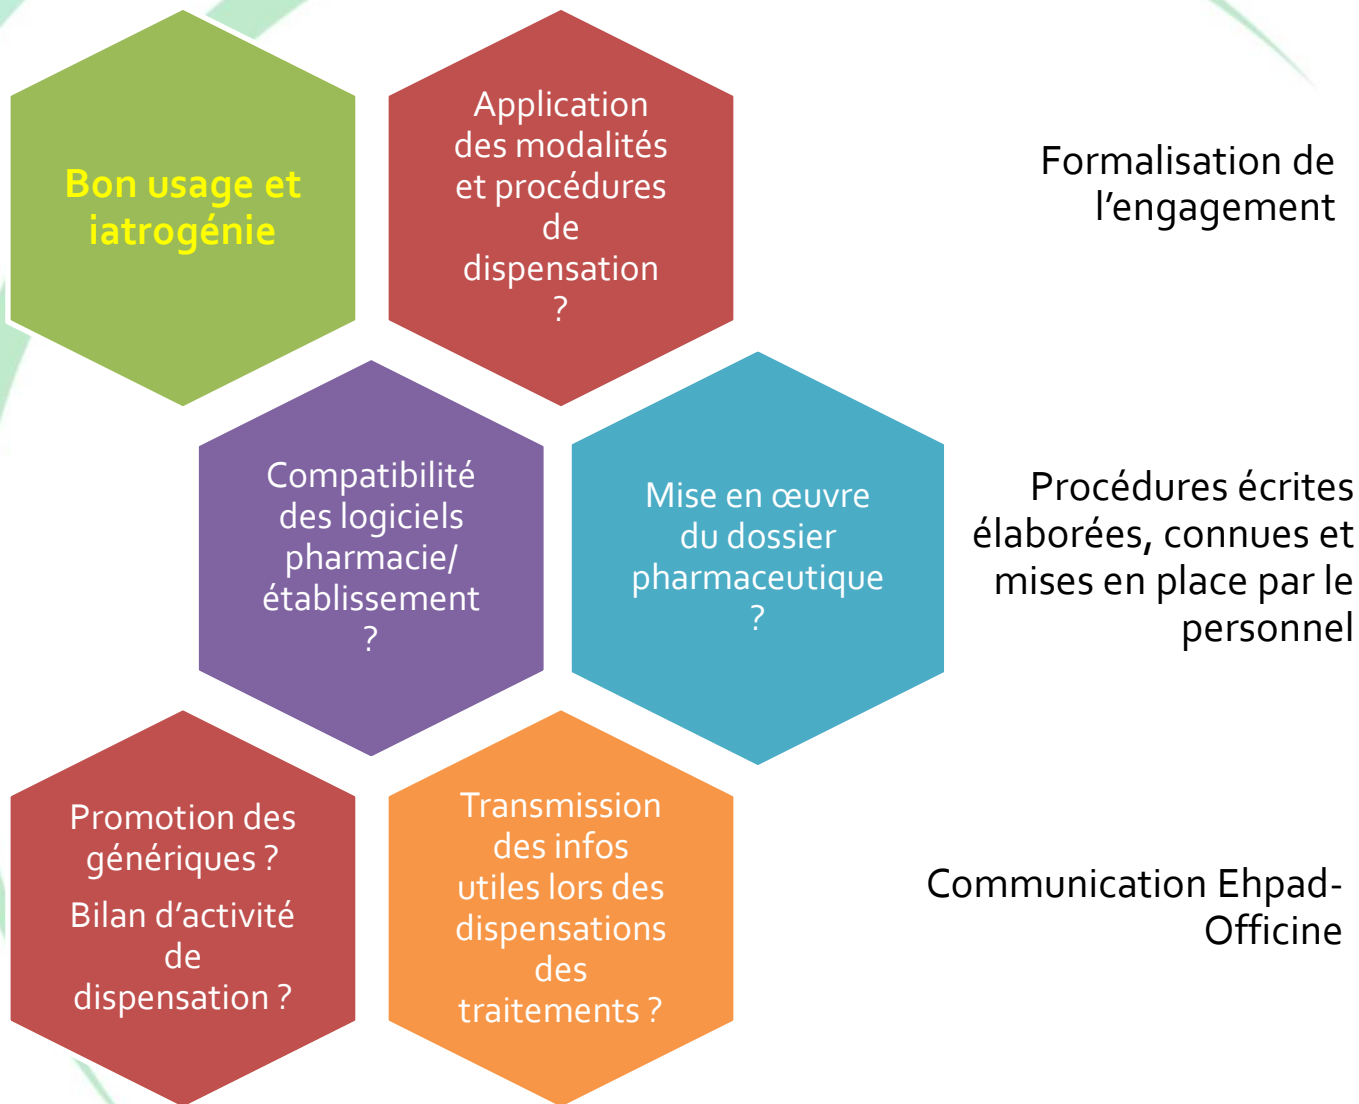 Bon usage et
iatrogénie
Application
des modalités
et procédures
de
dispensation
?
Formalisation de
l’engagement
Compatibilité
des logiciels
pharmacie/
établissement
?
Mise en œuvre
du dossier
pharmaceutique
?
Procédures écrites
élaborées, connues et
mises en place par le
personnel
Promotion des
génériques ?
Bilan d’activité
de
dispensation ?
Transmission
des infos
utiles lors des
dispensations
des
traitements ?
Communication Ehpad-
Officine